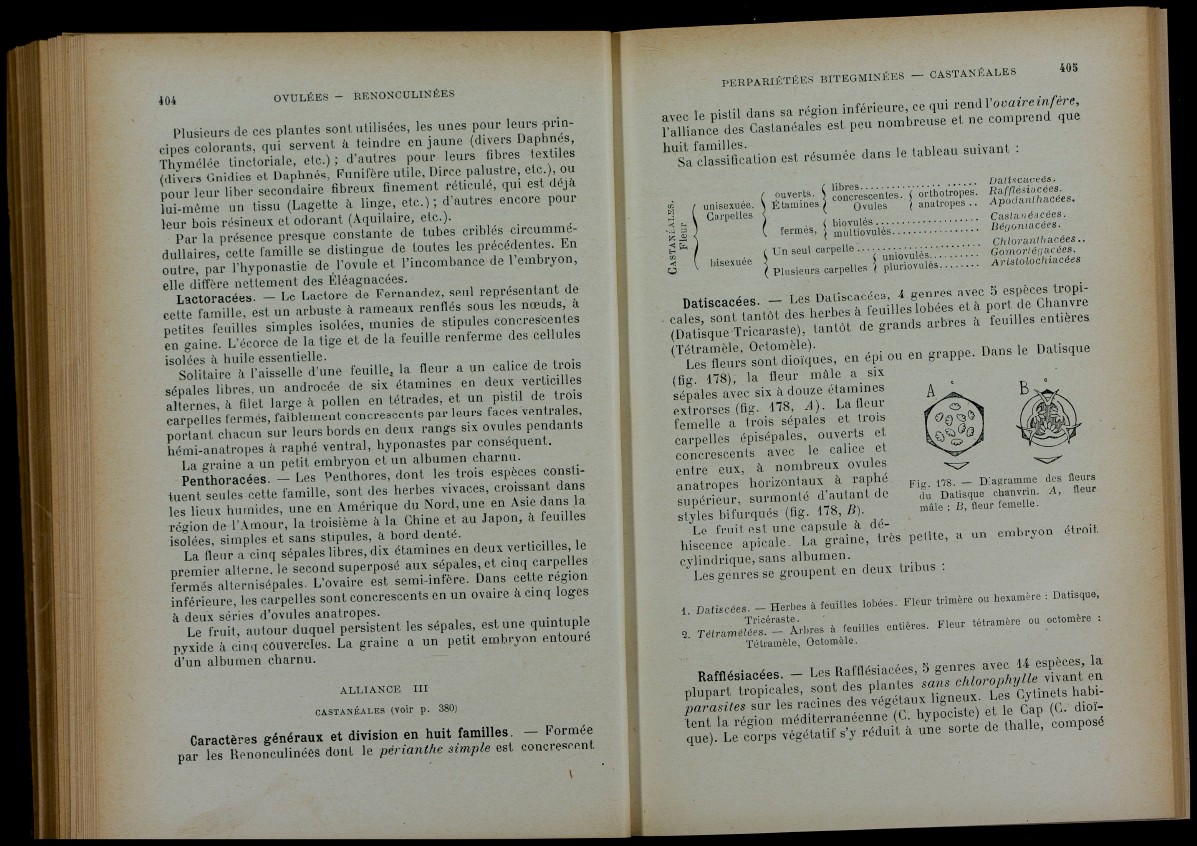 404
OVULÉES — RENONCULINÉES
Plusieurs de ces plantes sont utilisées, les unes pour leurs prin-
cipes colorants, qui servent à teindre en jaune (divers Daphnés,
Thymélée tinctoriale, etc.) ; d'autres pour leurs fibres textiles
(divers Gnidies et Daphnés, Funifère utile, Dirce palustre, etc.), ou
pour leur liber secondaire fibreux finement réticulé, qui est déjà
lui-même un tissu (Lagette à linge, etc.) ; d'autres encore pour
leur bois résineux et odorant (Aquilaire, etc.).
Par la présence presque constante de tubes criblés circummé-
dullaires, cette famille se distingue de toutes les précédentes. En
outre, par l'hyponastie de l'ovule et l'incombance de l'embryon,
elle diffère nettement des Éléagnacées.
Lactoracées. — Le Lactore de Fernandez, seul représentant de
cette famille, est un arbuste à rameaux renflés sous les nœuds, à
petites feuilles simples isolées, munies de stipules concrescentes
en gaine. L'écorce de la tige et de la feuille renferme des cellules
isolées à huile essentielle.
Solitaire à l'aisselle d'une feuille, la fleur a un calice de trois
sépales libres, un androcée de six étamines en deux verticilles
alternes, à filet large à pollen en tétrades, et un pistil de trois
carpelles fermés, faiblement concrescents par leurs faces ventrales,
portant chacun sur leurs bords en deux rangs six ovules pendants
hémi-anatropes à raphé ventral, hyponastes par conséquent.
La graine a un petit embryon et un albumen charnu.
Penthoracées. — Les Penthores, dont les trois espèces consti-
tuent seules cette famille, sont des herbes vivaces, croissant dans
les lieux humides, une en Amérique du Nord, une en Asie dans la
région de l'Amour, la troisième à la Chine et au Japon, à feuilles
isolées, simples et sans stipules, à bord denté.
La fleur a cinq sépales libres, dix étamines en deux verticilles, le
premier alterne, le second superposé aux sépales, et cinq carpelles
fermés alternisépales. L'ovaire est semi-infère. Dans cette région
inférieure, les carpelles sont concrescents en un ovaire à cinq loges
à deux séries d'ovules anatropes.
Le fruit, autour duquel persistent les sépales, est une quintuple
pyxide à cinq couvercles. La graine a un petit embryon entouré
d'un albumen charnu.
ALLIANCE III
CASTANÉALES (voir p. 380)
Caractères généraux et division en huit familles. — Formée
par les Renonculinées dont le périanthe simple est concrescent
PERPARIÉTÉES BITEGMINÉES — CASTANÉALES
405
avec le pistil dans sa région inférieure, ce qui rend l'ovaire infère,
l'alliance des Castanéales est peu nombreuse et ne comprend que
huit familles.
Sa classification est résumée dans le tableau suivant :
CASTANÉALES.
Fleur
unisexuée.
Carpelles
ouverts.
Étamines
libres.................... Datiscacées.
concrescentes.
Ovules
orthotropes. Rafflésiacées.
anatropes .. Apodanthacées.
fermés,
biovulés.................... Castanéacées.
multiovulés.................. Bégoniacées.
bisexuée
Un seul carpelle........................ Chloranthacées..
Plusieurs carpelles
uniovulés.......... Gomortégacées.
pluriovulés........ Aristolochiacées
Datiscacées. — Les Datiscacées, 4 genres avec 5 espèces tropi-
cales, sont tantôt des herbes à feuilles lobées et à port de Chanvre
(Datisque Tricaraste), tantôt de grands arbres à feuilles entières
(Tétramèle, Octomèle).
Les fleurs sont dioïques, en épi ou en grappe. Dans le Datisque
(fig. 178), la fleur mâle a six
sépales avec six à douze étamines
extrorses (fig. 178, A). La fleur
femelle a trois sépales et trois
carpelles épisépales, ouverts et
concrescents avec le calice et
entre eux, à nombreux ovules
anatropes horizontaux à raphé
supérieur, surmonté d'autant de
styles bifurqués (fig. 178, B).
A
B
Fig. 178. — Diagramme des fleurs
du Datisque chanvrin. A, fleur
mâle ; B, fleur femelle.
Le fruit est une capsule à dé-
hiscence apicale. La graine, très petite, a un embryon étroit
cylindrique, sans albumen.
Les genres se groupent en deux tribus :
1. Datiscées. — Herbes à feuilles lobées. Fleur trimère ou hexamère : Datisque,
Tricéraste.
2. Tétramélées. — Arbres à feuilles entières. Fleur tétramère ou octomère :
Tétramèle, Octomèle.
Rafflésiacées. — Les Rafflésiacées, 5 genres avec 14 espèces, la
plupart tropicales, sont des plantes sans chlorophylle vivant en
parasites sur les racines des végétaux ligneux. Les Cytinets habi-
tent la région méditerranéenne (C. hypociste) et le Cap (C. dioï-
que). Le corps végétatif s'y réduit à une sorte de thalle, composé